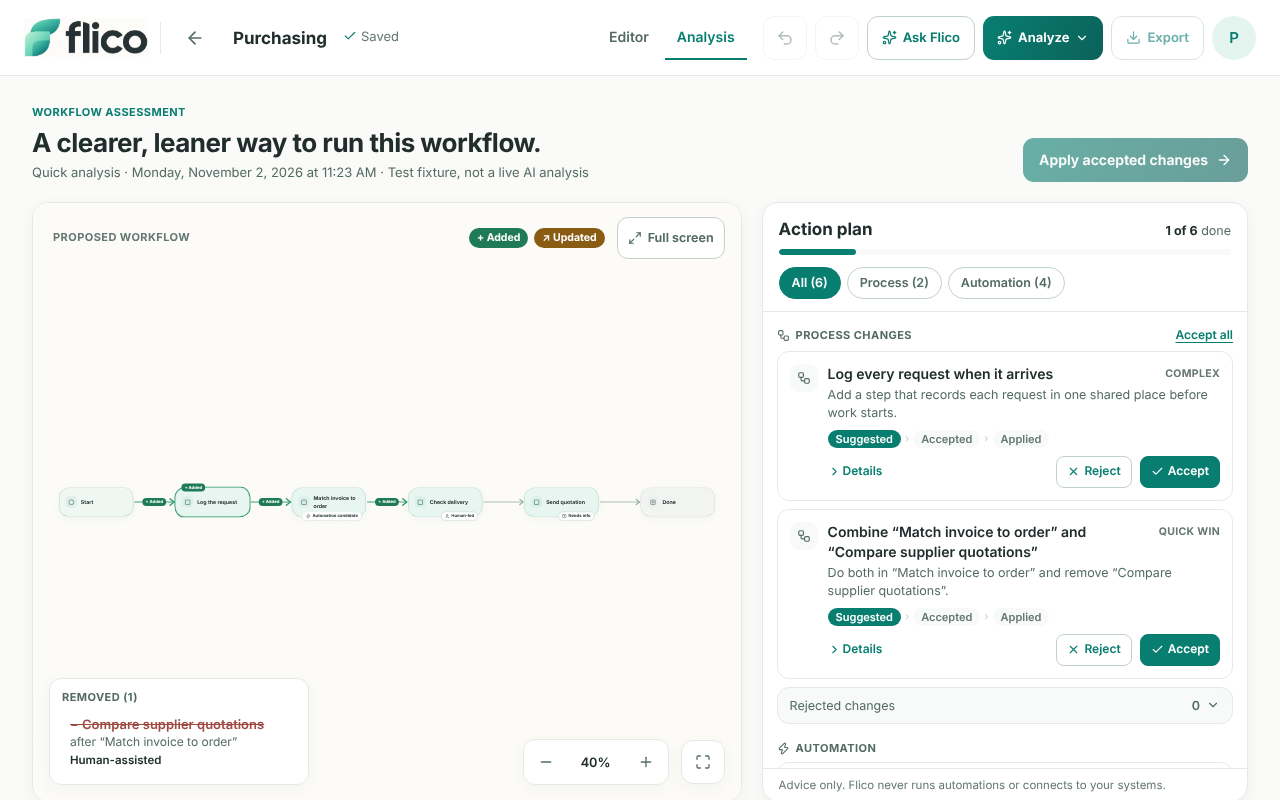 flico
Purchasing
Saved
Editor
Analysis
Ask Flico
Analyze
Export
P
WORKFLOW ASSESSMENT
A clearer, leaner way to run this workflow.
Quick analysis · Monday, November 2, 2026 at 11:23 AM · Test fixture, not a live AI analysis
Apply accepted changes
PROPOSED WORKFLOW
+ Added
Updated
Full screen
Start
+ Added
+ Added
Log the request
+ Added
Match invoice to
order
Automation candidate
+ Added
Check delivery
Human-led
Send quotation
Needs info
Done
REMOVED (1)
– Compare supplier quotations
after “Match invoice to order”
Human-assisted
40%
Action plan
1 of 6 done
All (6)
Process (2)
Automation (4)
PROCESS CHANGES
Accept all
Log every request when it arrives
COMPLEX
Add a step that records each request in one shared place before
work starts.
Suggested › Accepted › Applied
Details
Reject
Accept
Combine “Match invoice to order” and
“Compare supplier quotations”
QUICK WIN
Do both in “Match invoice to order” and remove “Compare
supplier quotations”.
Suggested › Accepted › Applied
Details
Reject
Accept
Rejected changes
0
AUTOMATION
Advice only. Flico never runs automations or connects to your systems.